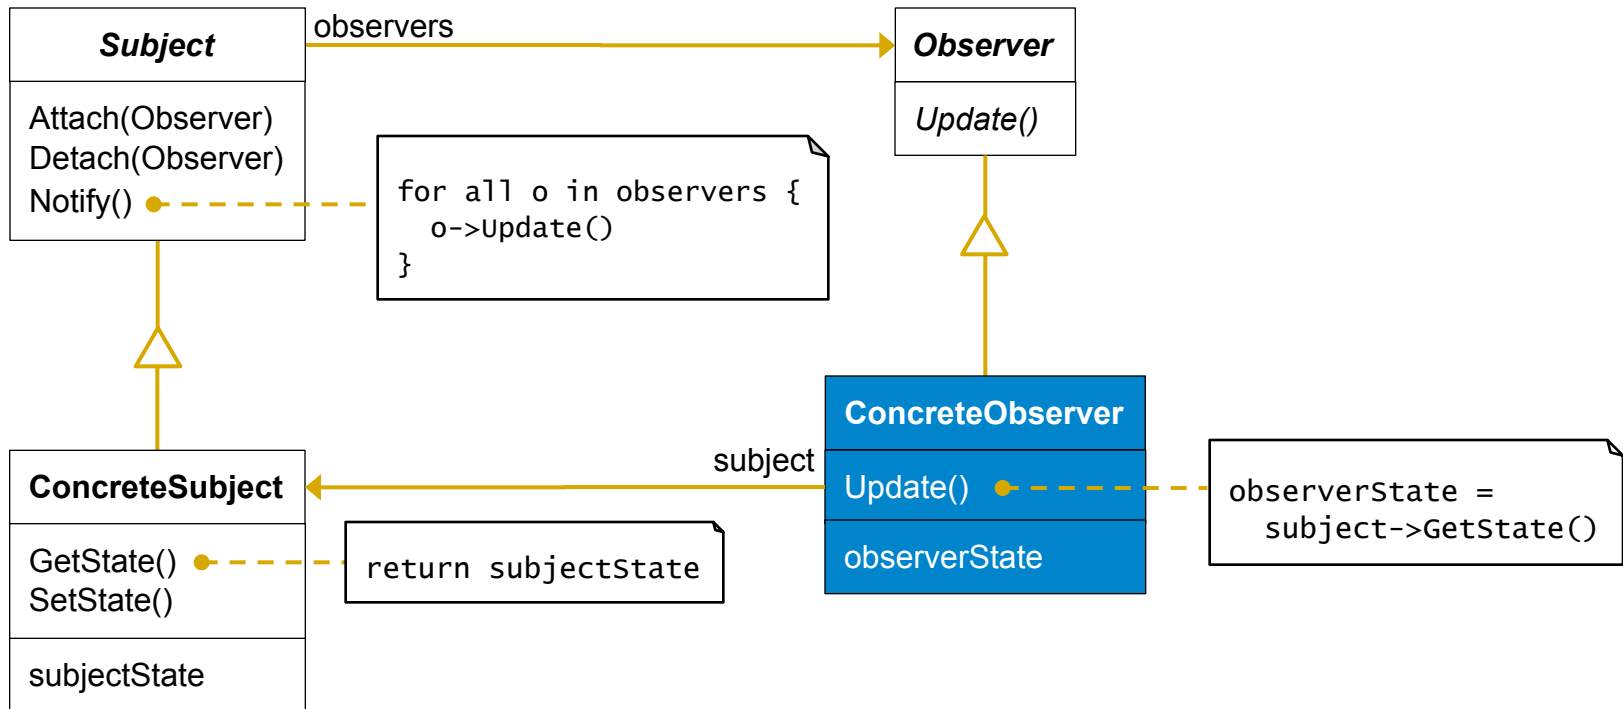 Subject
Attach(Observer)
Detach(Observer)
Notify()
observers
Observer
Update()
for all o in observers {
  o->Update()
}
ConcreteSubject
GetState()
SetState()
subjectState
return subjectState
subject
ConcreteObserver
Update()
observerState
observerState =
  subject->GetState()